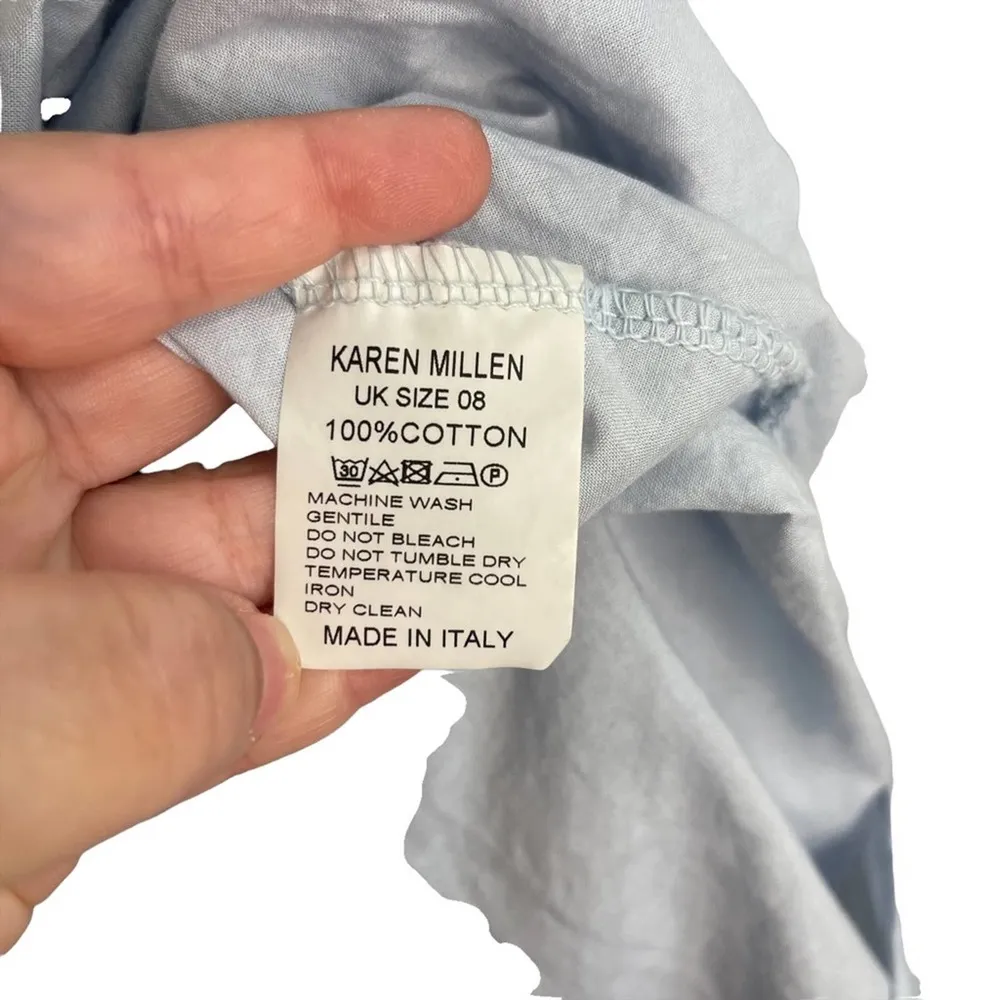 KAREN MILLEN
UK SIZE 08
100%COTTON
30 P
MACHINE WASH
GENTILE
DO NOT BLEACH
DO NOT TUMBLE DRY
TEMPERATURE COOL
IRON
DRY CLEAN
MADE IN ITALY